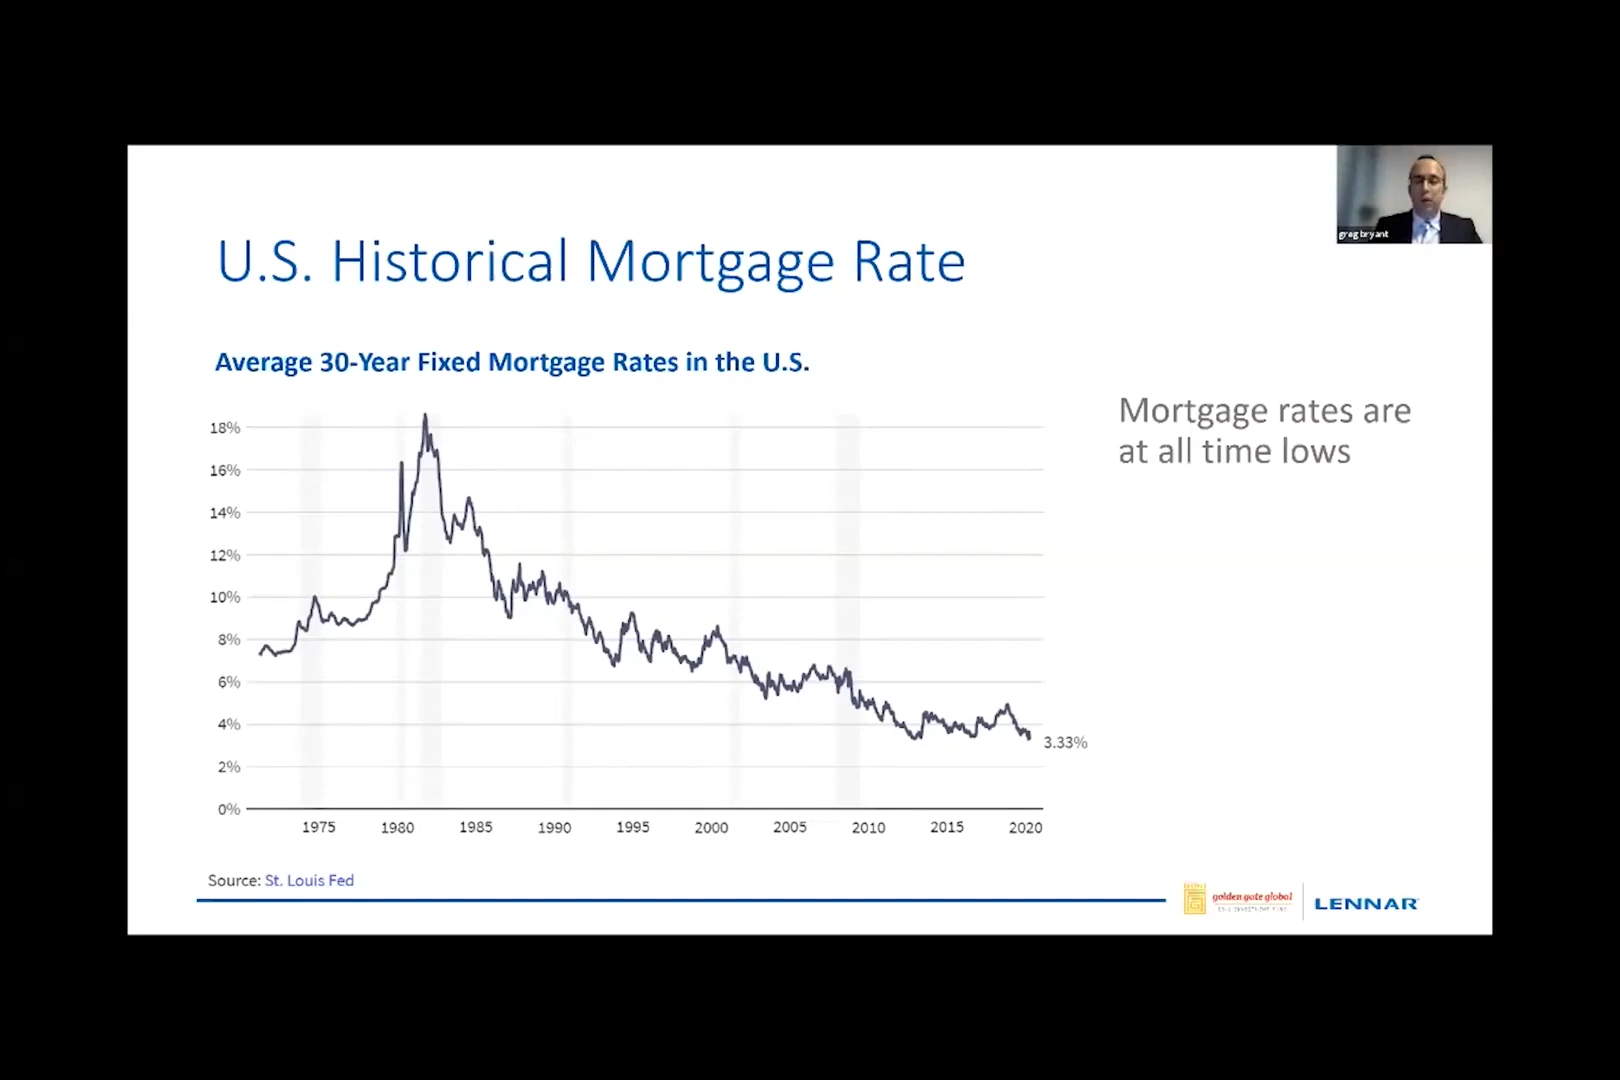 greg bryant
U.S. Historical Mortgage Rate
Average 30-Year Fixed Mortgage Rates in the U.S.
Mortgage rates are
at all time lows
18%
16%
14%
12%
10%
8%
6%
4%
3.33%
2%
0%
1975 1980 1985 1990 1995 2000 2005 2010 2015 2020
Source: St. Louis Fed
golden gate global
LENNAR